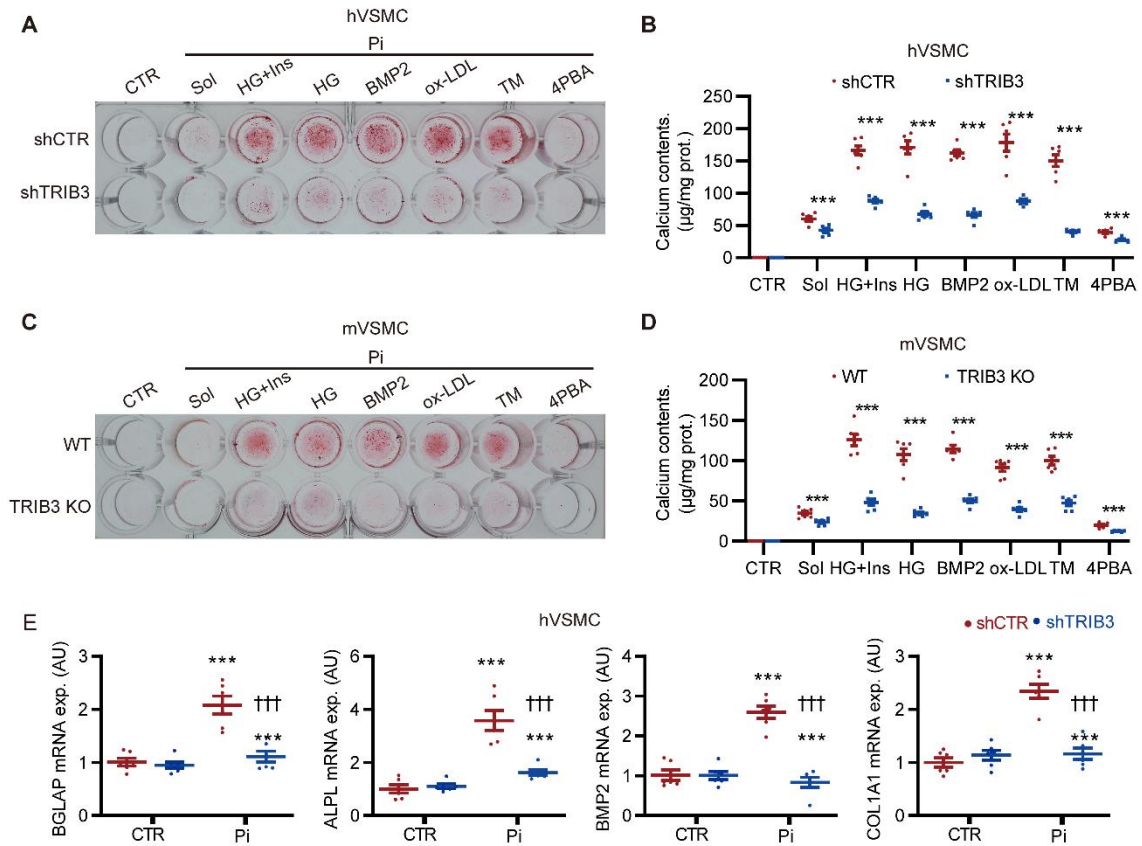 A
hVSMC
Pi
CTR Sol HG+Ins HG BMP2 ox-LDL TM 4PBA
shCTR
shTRIB3
B
hVSMC
shCTR shTRIB3
Calcium contents.
(µg/mg prot.)
250
200
150
100
50
0
*** *** *** *** *** *** ***
CTR Sol HG+Ins HG BMP2 ox-LDL TM 4PBA
C
mVSMC
Pi
CTR Sol HG+Ins HG BMP2 ox-LDL TM 4PBA
WT
TRIB3 KO
D
mVSMC
WT TRIB3 KO
Calcium contents.
(µg/mg prot.)
200
150
100
50
0
*** *** *** *** *** *** ***
CTR Sol HG+Ins HG BMP2 ox-LDL TM 4PBA
E
hVSMC
shCTR shTRIB3
BGLAP mRNA exp. (AU)
3
2
1
0
***
†††
***
CTR Pi
ALPL mRNA exp. (AU)
6
4
2
0
***
†††
***
CTR Pi
BMP2 mRNA exp. (AU)
4
3
2
1
0
***
†††
***
CTR Pi
COL1A1 mRNA exp. (AU)
3
2
1
0
***
†††
***
CTR Pi